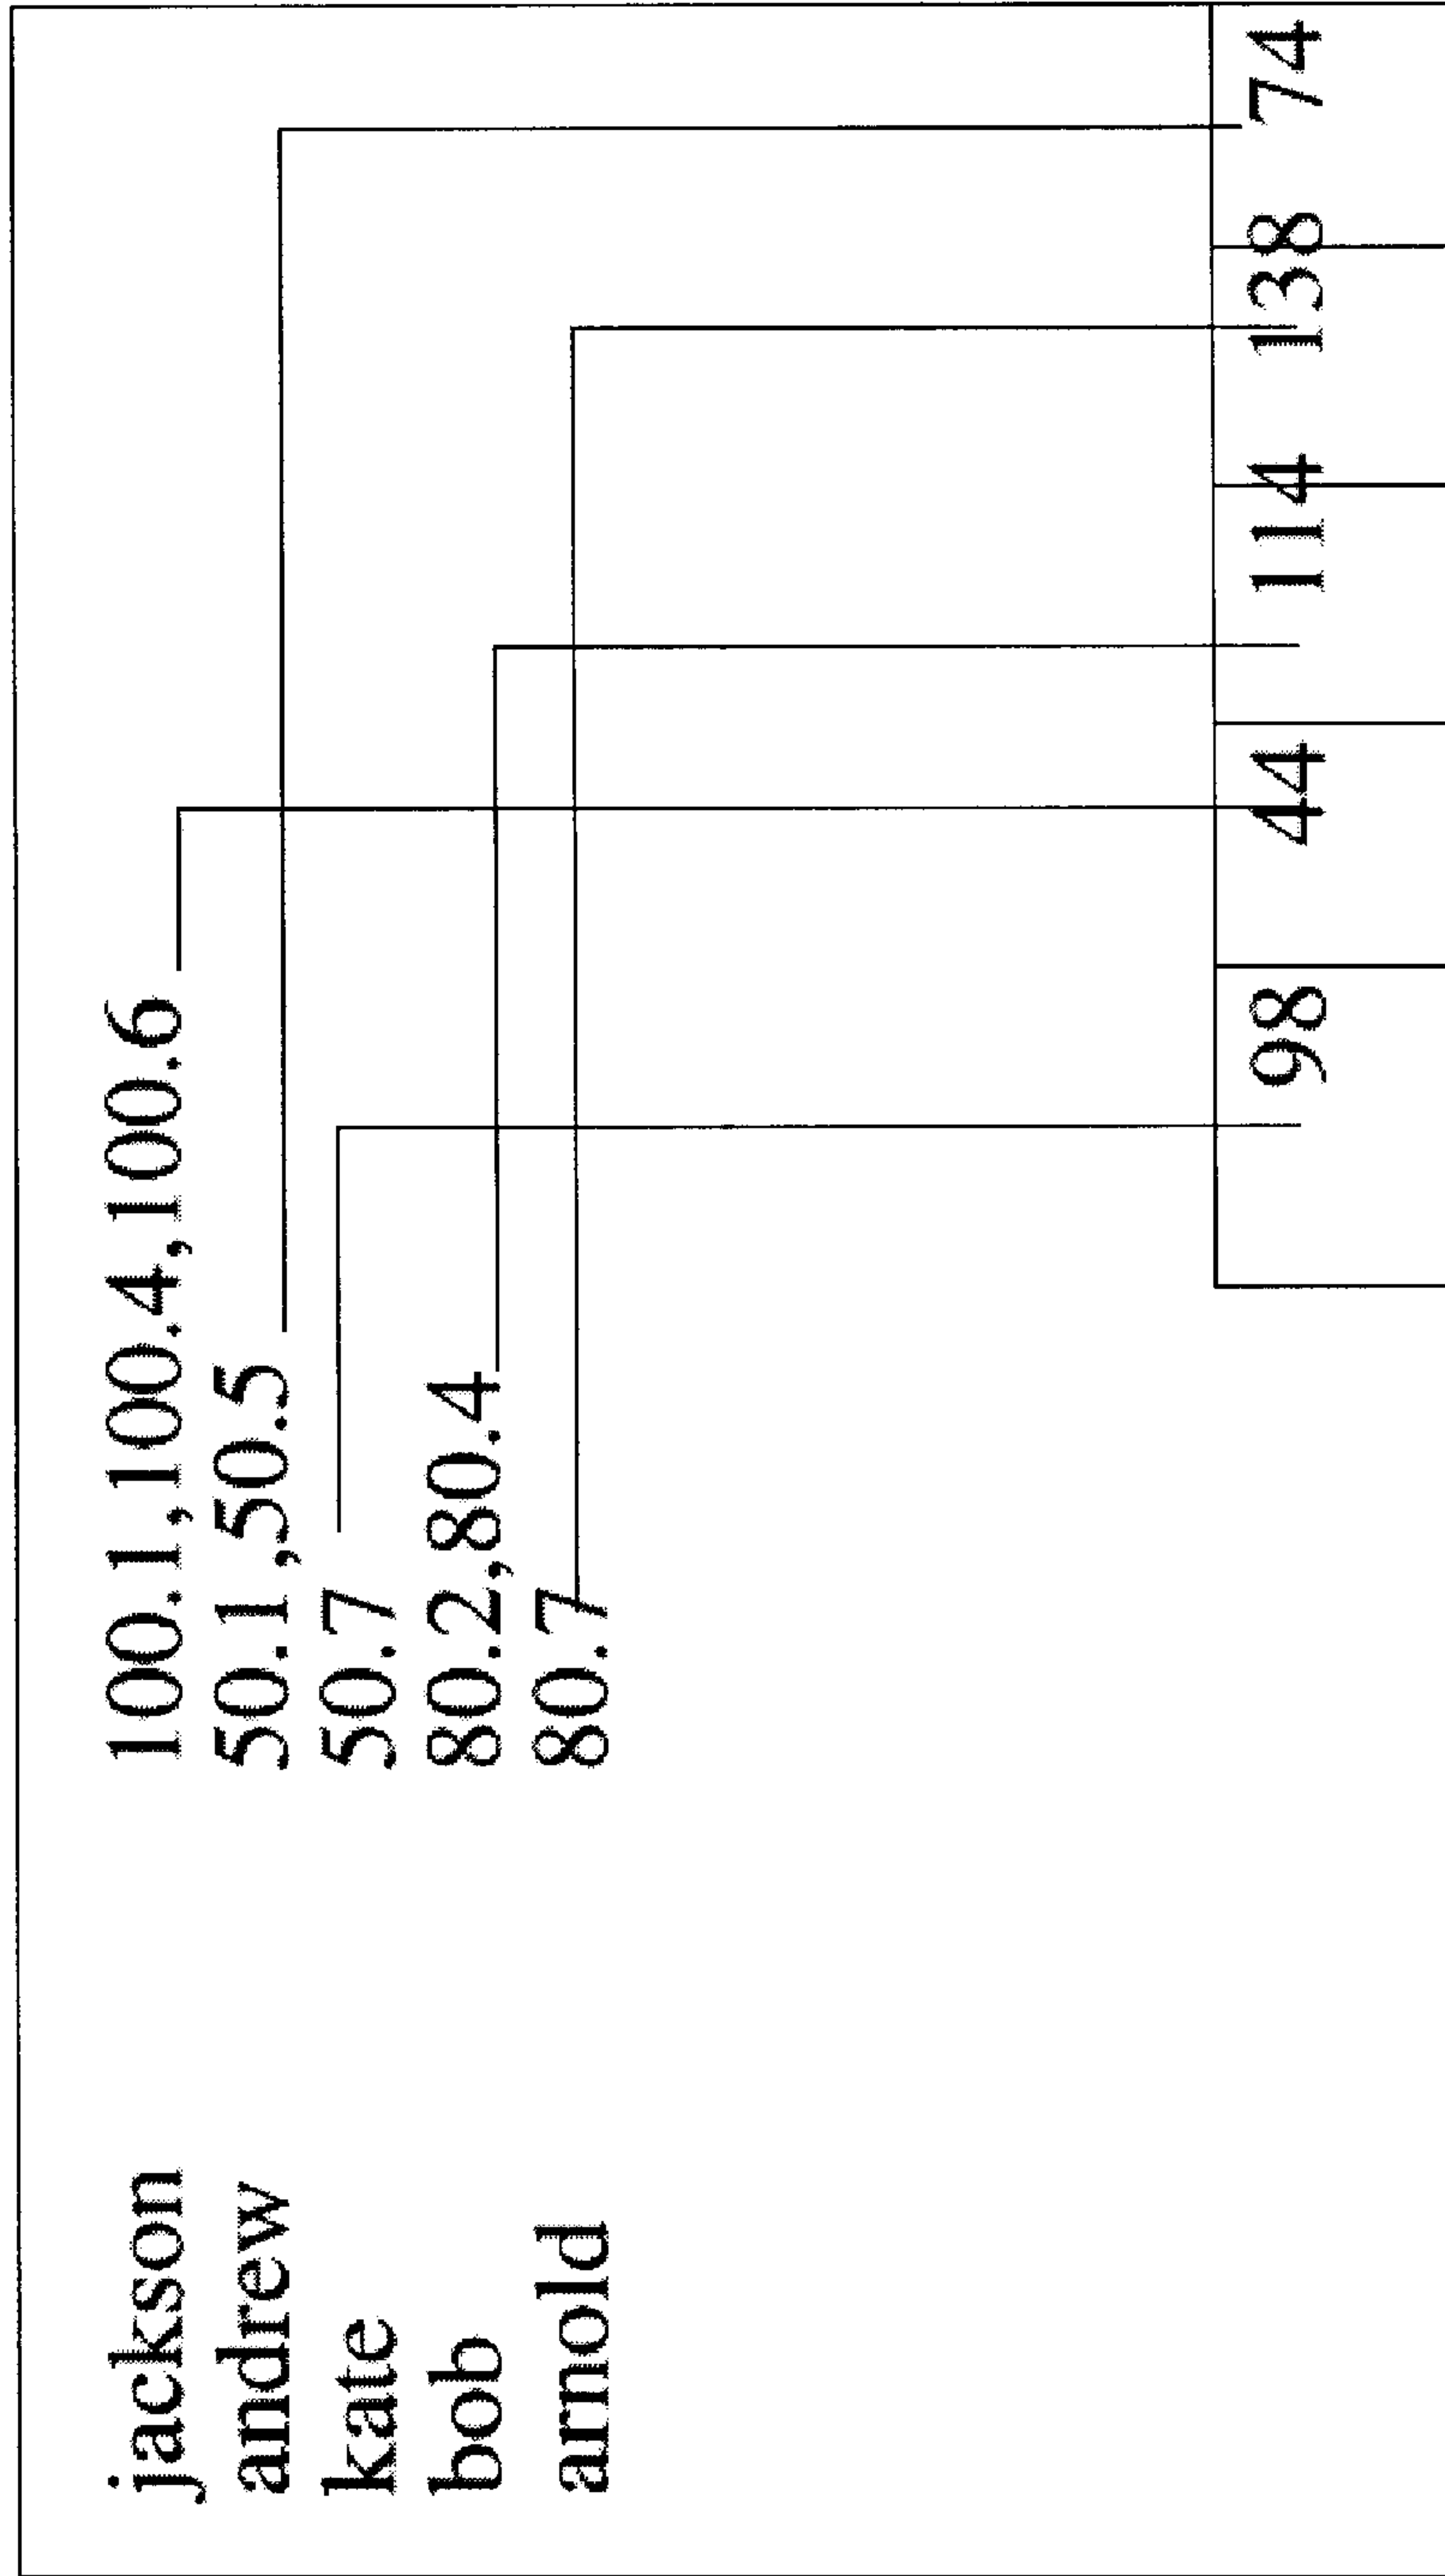 jackson 100.1,100.4,100.6
andrew 50.1,50.5
kate 50.7
bob 80.2,80.4
arnold 80.7
98 44 114 138 74